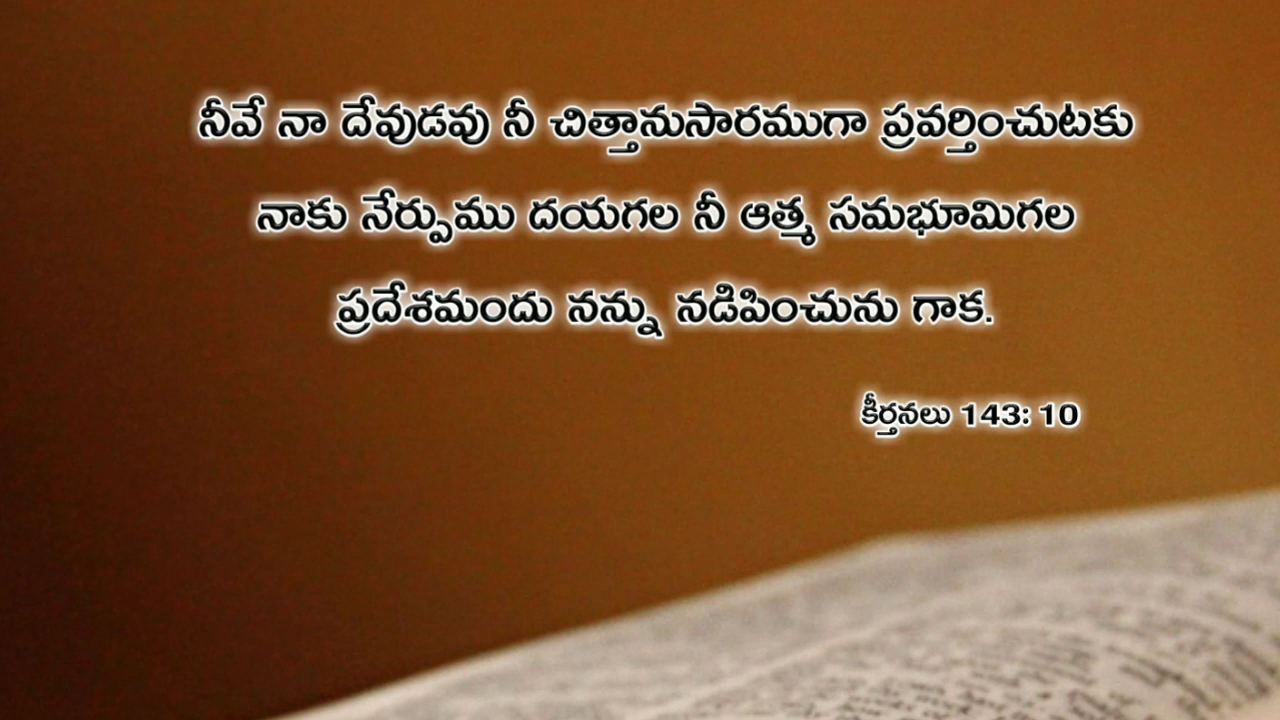 నీవే నా దేవుడవు నీ చిత్తానుసారముగా ప్రవర్తించుటకు
నాకు నేర్పుము దయగల నీ ఆత్మ సమభూమిగల
ప్రదేశమందు నన్ను నడిపించును గాక.
కీర్తనలు 143: 10